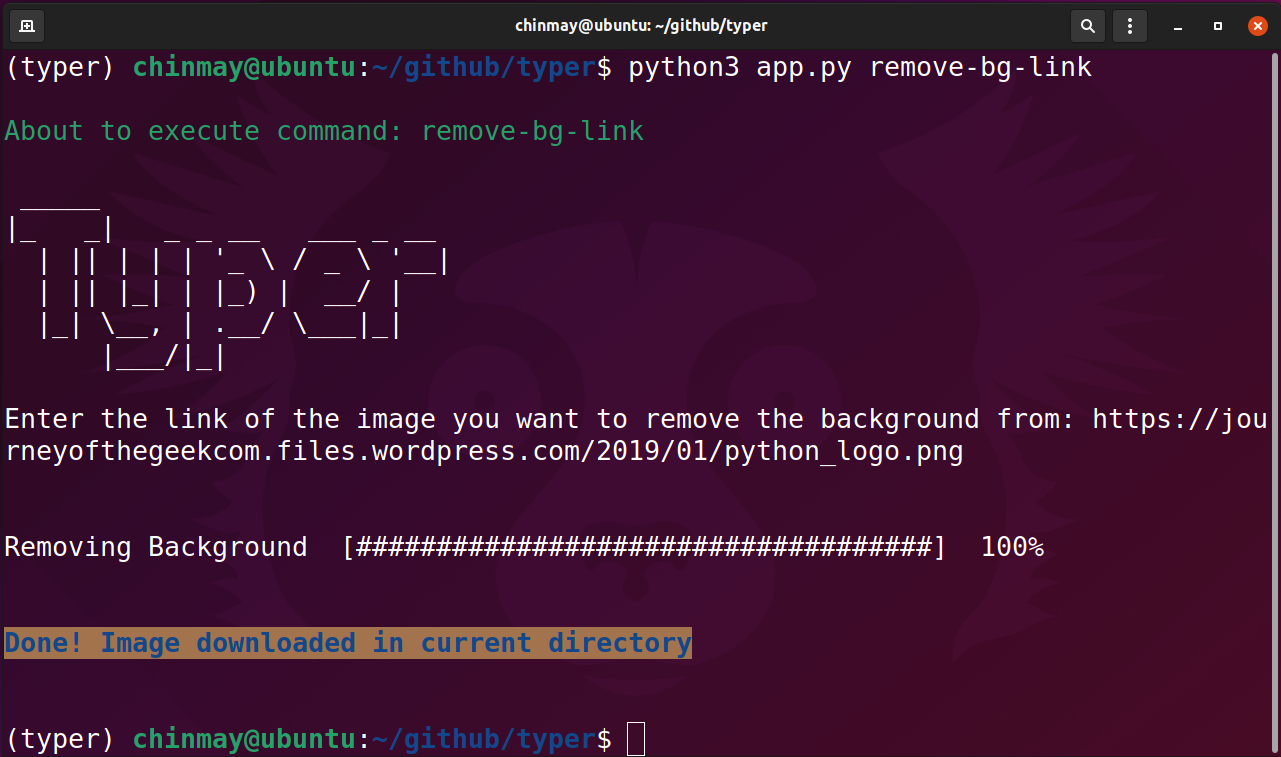 chinmay@ubuntu: ~/github/typer
(typer) chinmay@ubuntu:~/github/typer$ python3 app.py remove-bg-link
About to execute command: remove-bg-link
 ______
|_   _|   _ _ __   ___ _ __
  | || | | | '_ \ / _ \ '__|
  | || |_| | |_) |  __/ |
  |_| \__, | .__/ \___|_|
      |___/|_|
Enter the link of the image you want to remove the background from: https://jou
rneyofthegeekcom.files.wordpress.com/2019/01/python_logo.png
Removing Background  [####################################]  100%
Done! Image downloaded in current directory
(typer) chinmay@ubuntu:~/github/typer$